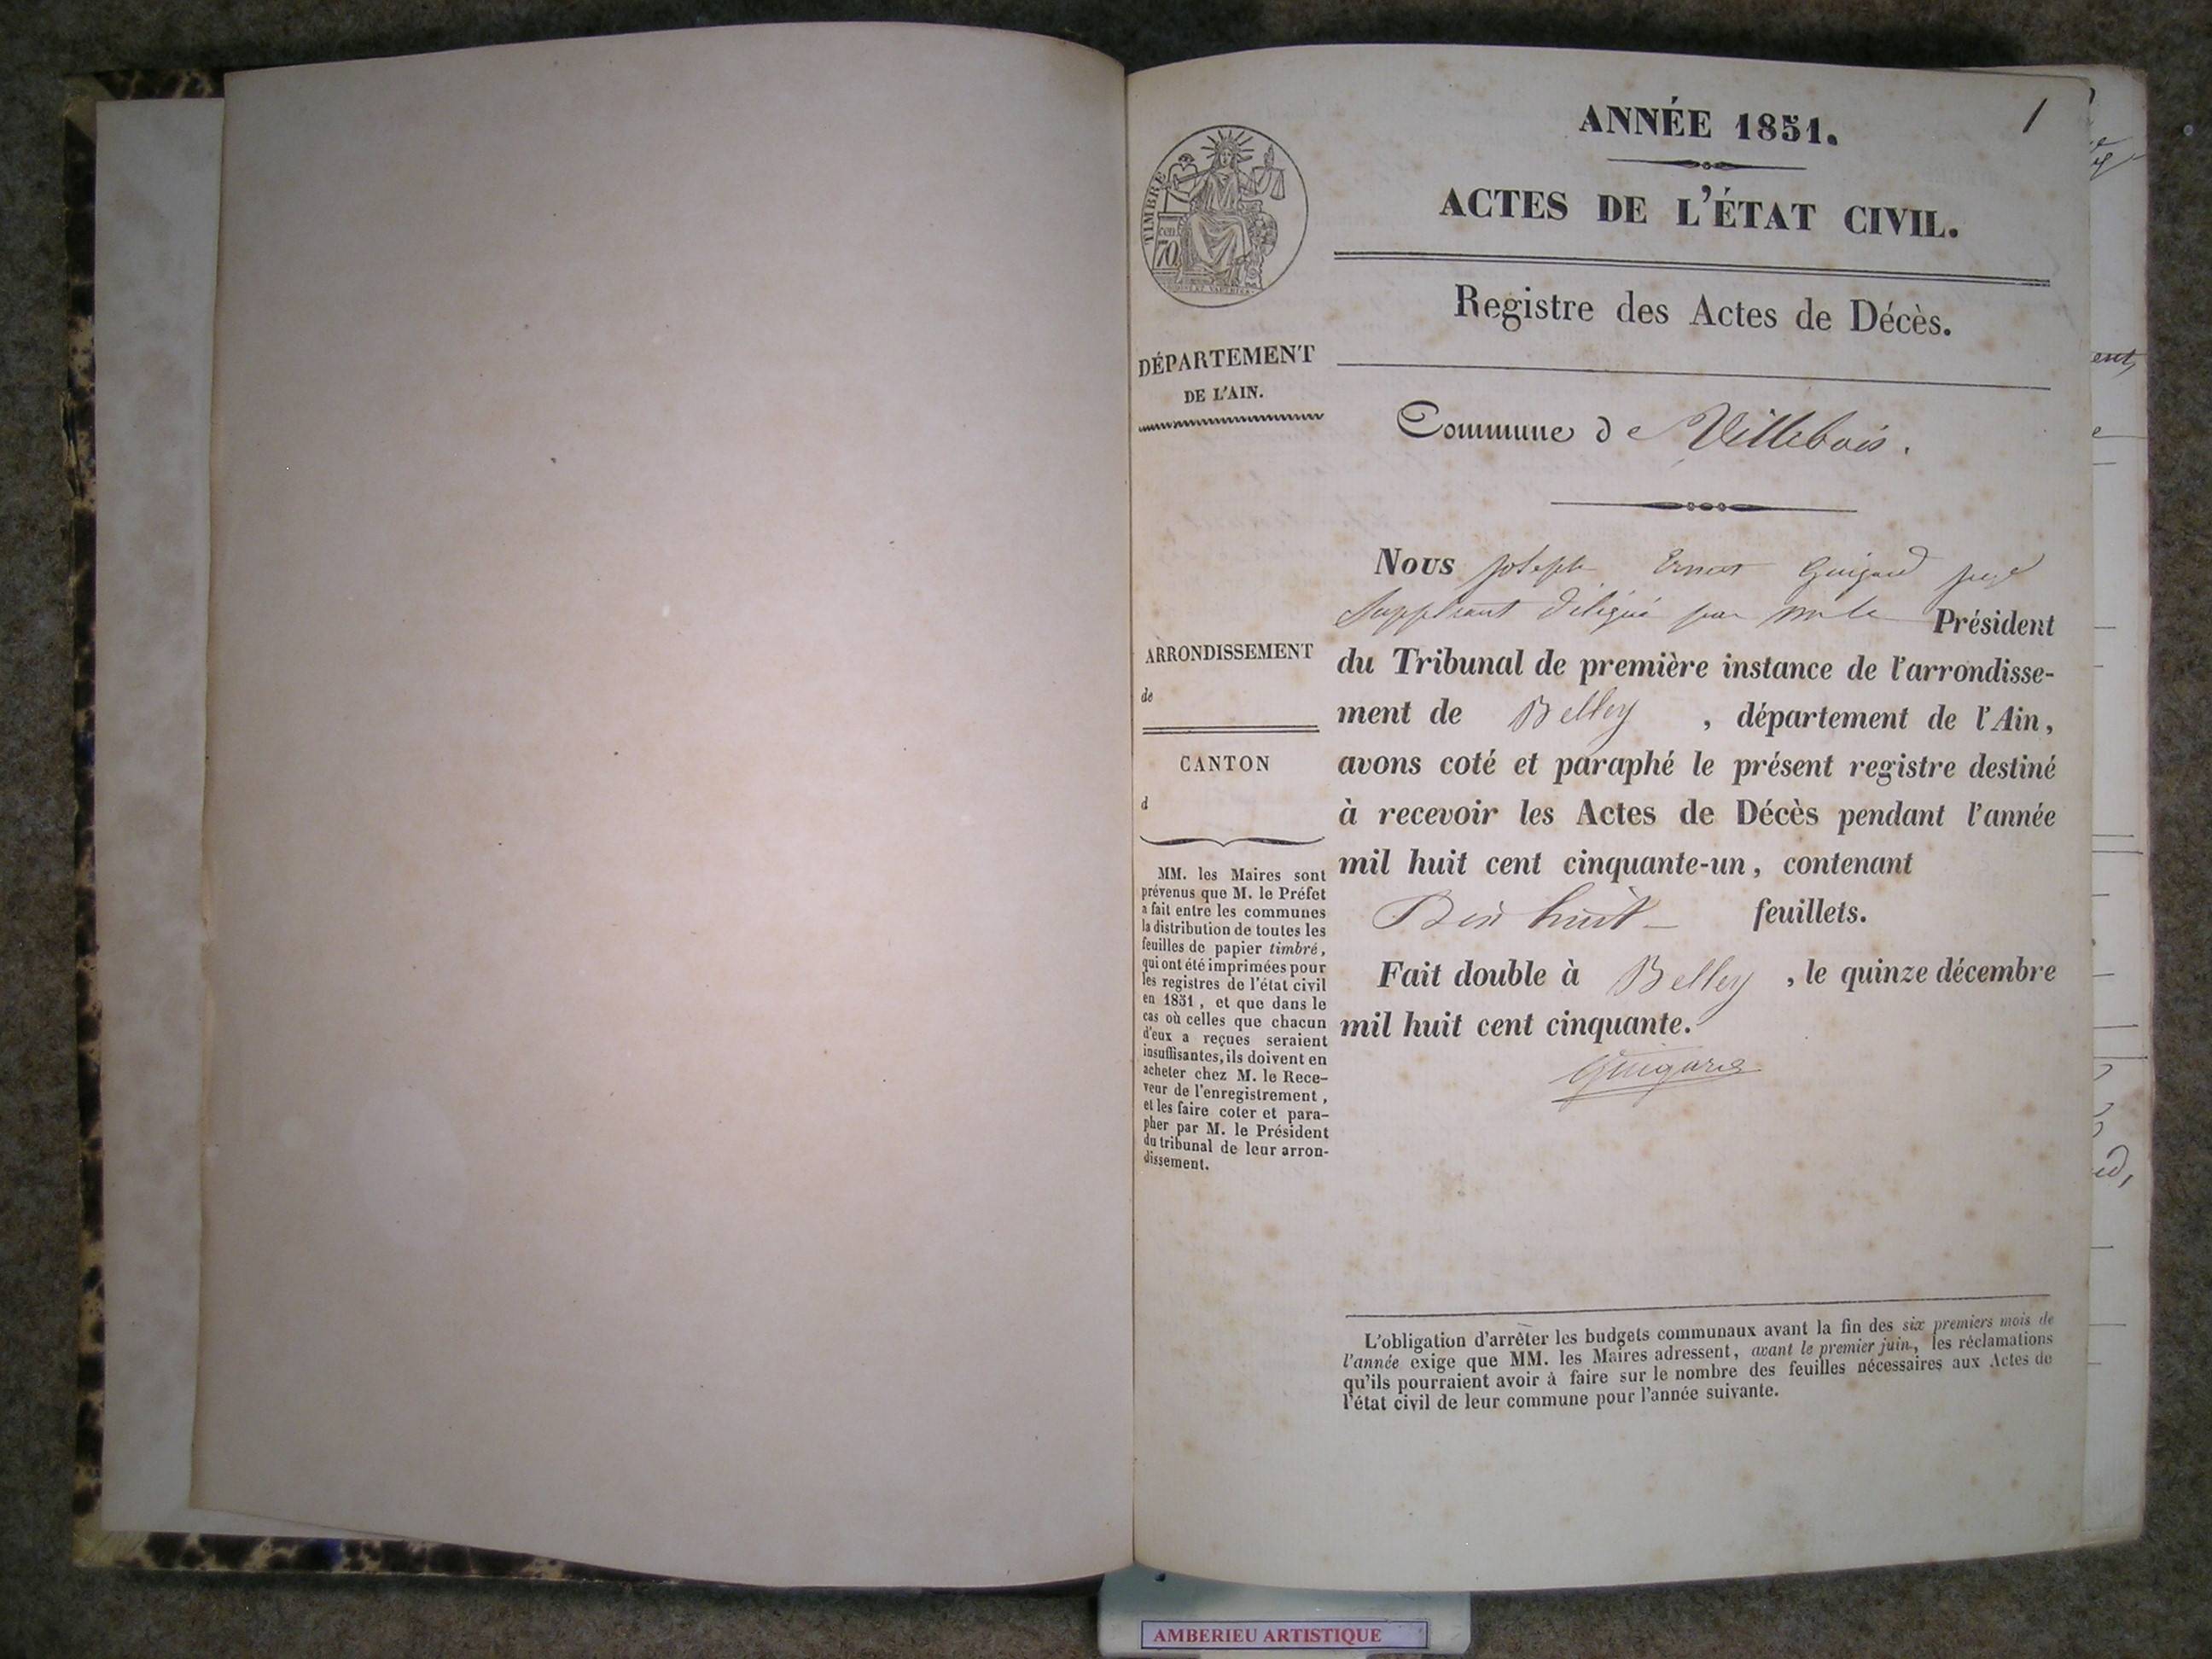 1
ANNÉE 1851.
ACTES DE L'ÉTAT CIVIL.
Registre des Actes de Décès.
TIMBRE
cen.
70
DÉPARTEMENT
DE L'AIN.
ARRONDISSEMENT
de
CANTON
d
MM. les Maires sont
prévenus que M. le Préfet
a fait entre les communes
la distribution de toutes les
feuilles de papier timbré,
qui ont été imprimées pour
les registres de l'état civil
en 1851, et que dans le
cas où celles que chacun
d'eux a reçues seraient
insuffisantes, ils doivent en
acheter chez M. le Rece-
veur de l'enregistrement,
et les faire coter et para-
pher par M. le Président
du tribunal de leur arron-
dissement.
Commune de Villebois.
Nous Joseph Ernest Guigard juge
Suppléant délégué par Mr le Président
du Tribunal de première instance de l'arrondisse-
ment de Belley, département de l'Ain,
avons coté et paraphé le présent registre destiné
à recevoir les Actes de Décès pendant l'année
mil huit cent cinquante-un, contenant
Dix huit feuillets.
Fait double à Belley, le quinze décembre
mil huit cent cinquante.
Guigard
L'obligation d'arrêter les budgets communaux avant la fin des six premiers mois de
l'année exige que MM. les Maires adressent, avant le premier juin, les réclamations
qu'ils pourraient avoir à faire sur le nombre des feuilles nécessaires aux Actes de
l'état civil de leur commune pour l'année suivante.
AMBERIEU ARTISTIQUE